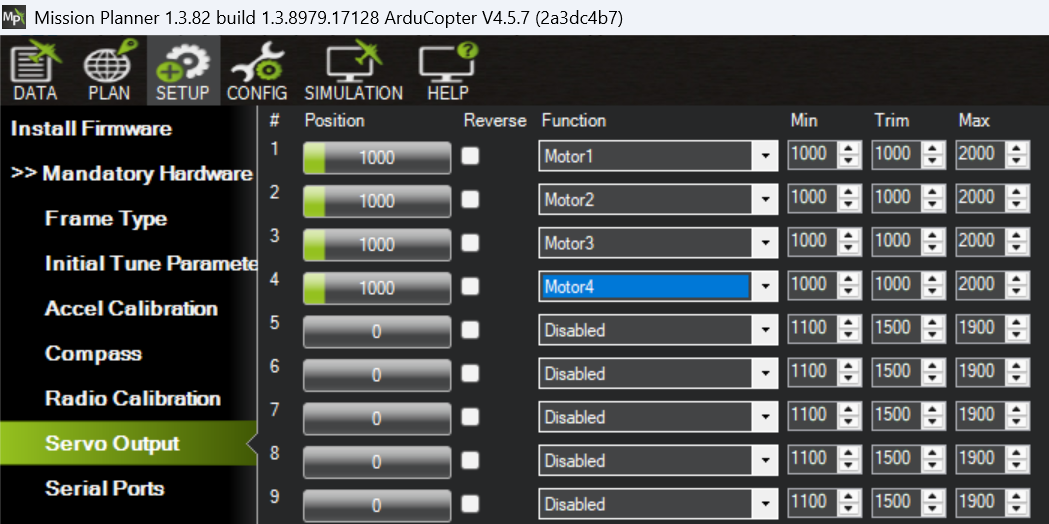 Mission Planner 1.3.82 build 1.3.8979.17128 ArduCopter V4.5.7 (2a3dc4b7)
DATA PLAN SETUP CONFIG SIMULATION HELP
Install Firmware
>> Mandatory Hardware
Frame Type
Initial Tune Paramete
Accel Calibration
Compass
Radio Calibration
Servo Output
Serial Ports
# Position Reverse Function Min Trim Max
1 1000 Motor1 1000 1000 2000
2 1000 Motor2 1000 1000 2000
3 1000 Motor3 1000 1000 2000
4 1000 Motor4 1000 1000 2000
5 0 Disabled 1100 1500 1900
6 0 Disabled 1100 1500 1900
7 0 Disabled 1100 1500 1900
8 0 Disabled 1100 1500 1900
9 0 Disabled 1100 1500 1900